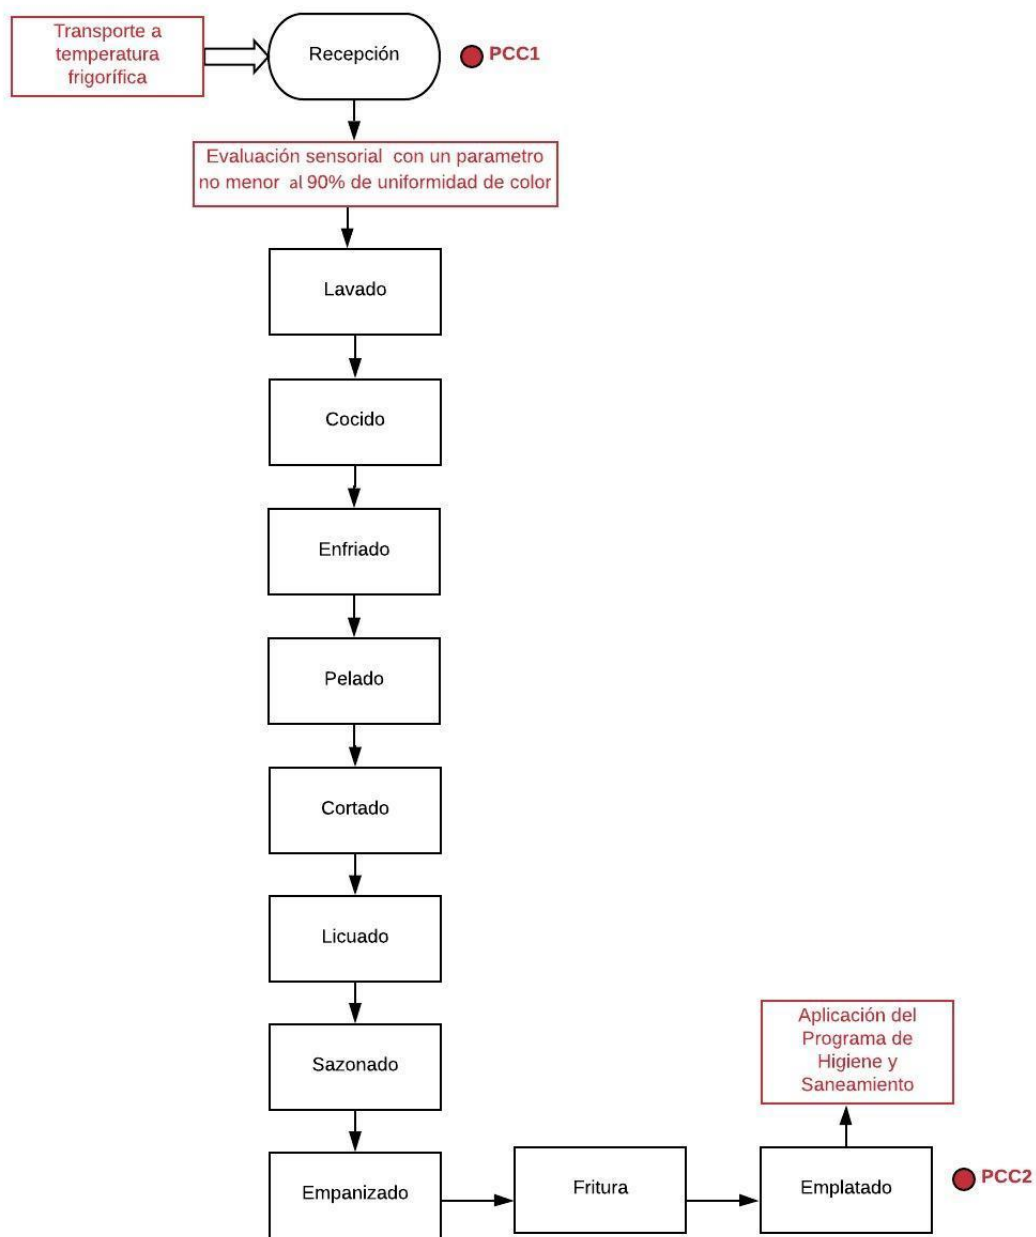 Transporte a
temperatura
frigorífica
Recepción
PCC1
Evaluación sensorial con un parametro
no menor al 90% de uniformidad de color
Lavado
Cocido
Enfriado
Pelado
Cortado
Licuado
Sazonado
Empanizado
Fritura
Aplicación del
Programa de
Higiene y
Saneamiento
Emplatado
PCC2